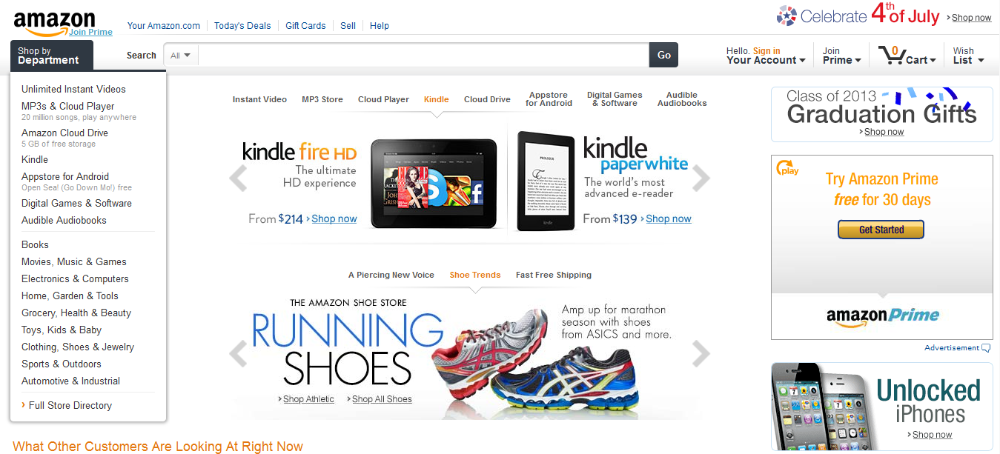 amazon
Join Prime
Your Amazon.com
Today's Deals
Gift Cards
Sell
Help
Celebrate 4th of July
Shop now
Shop by
Department
Search
All
Go
Hello. Sign in
Your Account
Join
Prime
0
Cart
Wish
List
Unlimited Instant Videos
MP3s & Cloud Player
20 million songs, play anywhere
Amazon Cloud Drive
5 GB of free storage
Kindle
Appstore for Android
Open Sea! (Go Down Mo!) free
Digital Games & Software
Audible Audiobooks
Books
Movies, Music & Games
Electronics & Computers
Home, Garden & Tools
Grocery, Health & Beauty
Toys, Kids & Baby
Clothing, Shoes & Jewelry
Sports & Outdoors
Automotive & Industrial
Full Store Directory
Instant Video
MP3 Store
Cloud Player
Kindle
Cloud Drive
Appstore
for Android
Digital Games
& Software
Audible
Audiobooks
kindle fire HD
The ultimate
HD experience
From $214
Shop now
ELLE
JOHN
GRISHAM
kindle
paperwhite
The world's most
advanced e-reader
From $139
Shop now
PROLOGUE
kindle
A Piercing New Voice
Shoe Trends
Fast Free Shipping
THE AMAZON SHOE STORE
RUNNING
SHOES
Shop Athletic
Shop All Shoes
Amp up for marathon
season with shoes
from ASICS and more.
Class of 2013
Graduation Gifts
Shop now
play
Try Amazon Prime
free for 30 days
Get Started
amazonPrime
Advertisement
Unlocked
iPhones
Shop now
What Other Customers Are Looking At Right Now